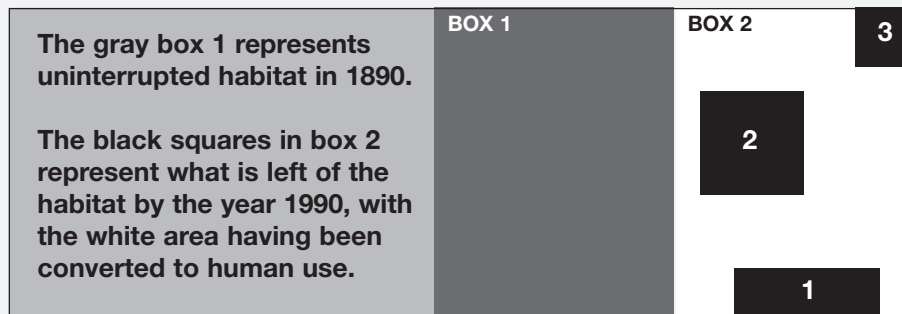 The gray box 1 represents
uninterrupted habitat in 1890.
The black squares in box 2
represent what is left of the
habitat by the year 1990, with
the white area having been
converted to human use.
BOX 1
BOX 2
3
2
1